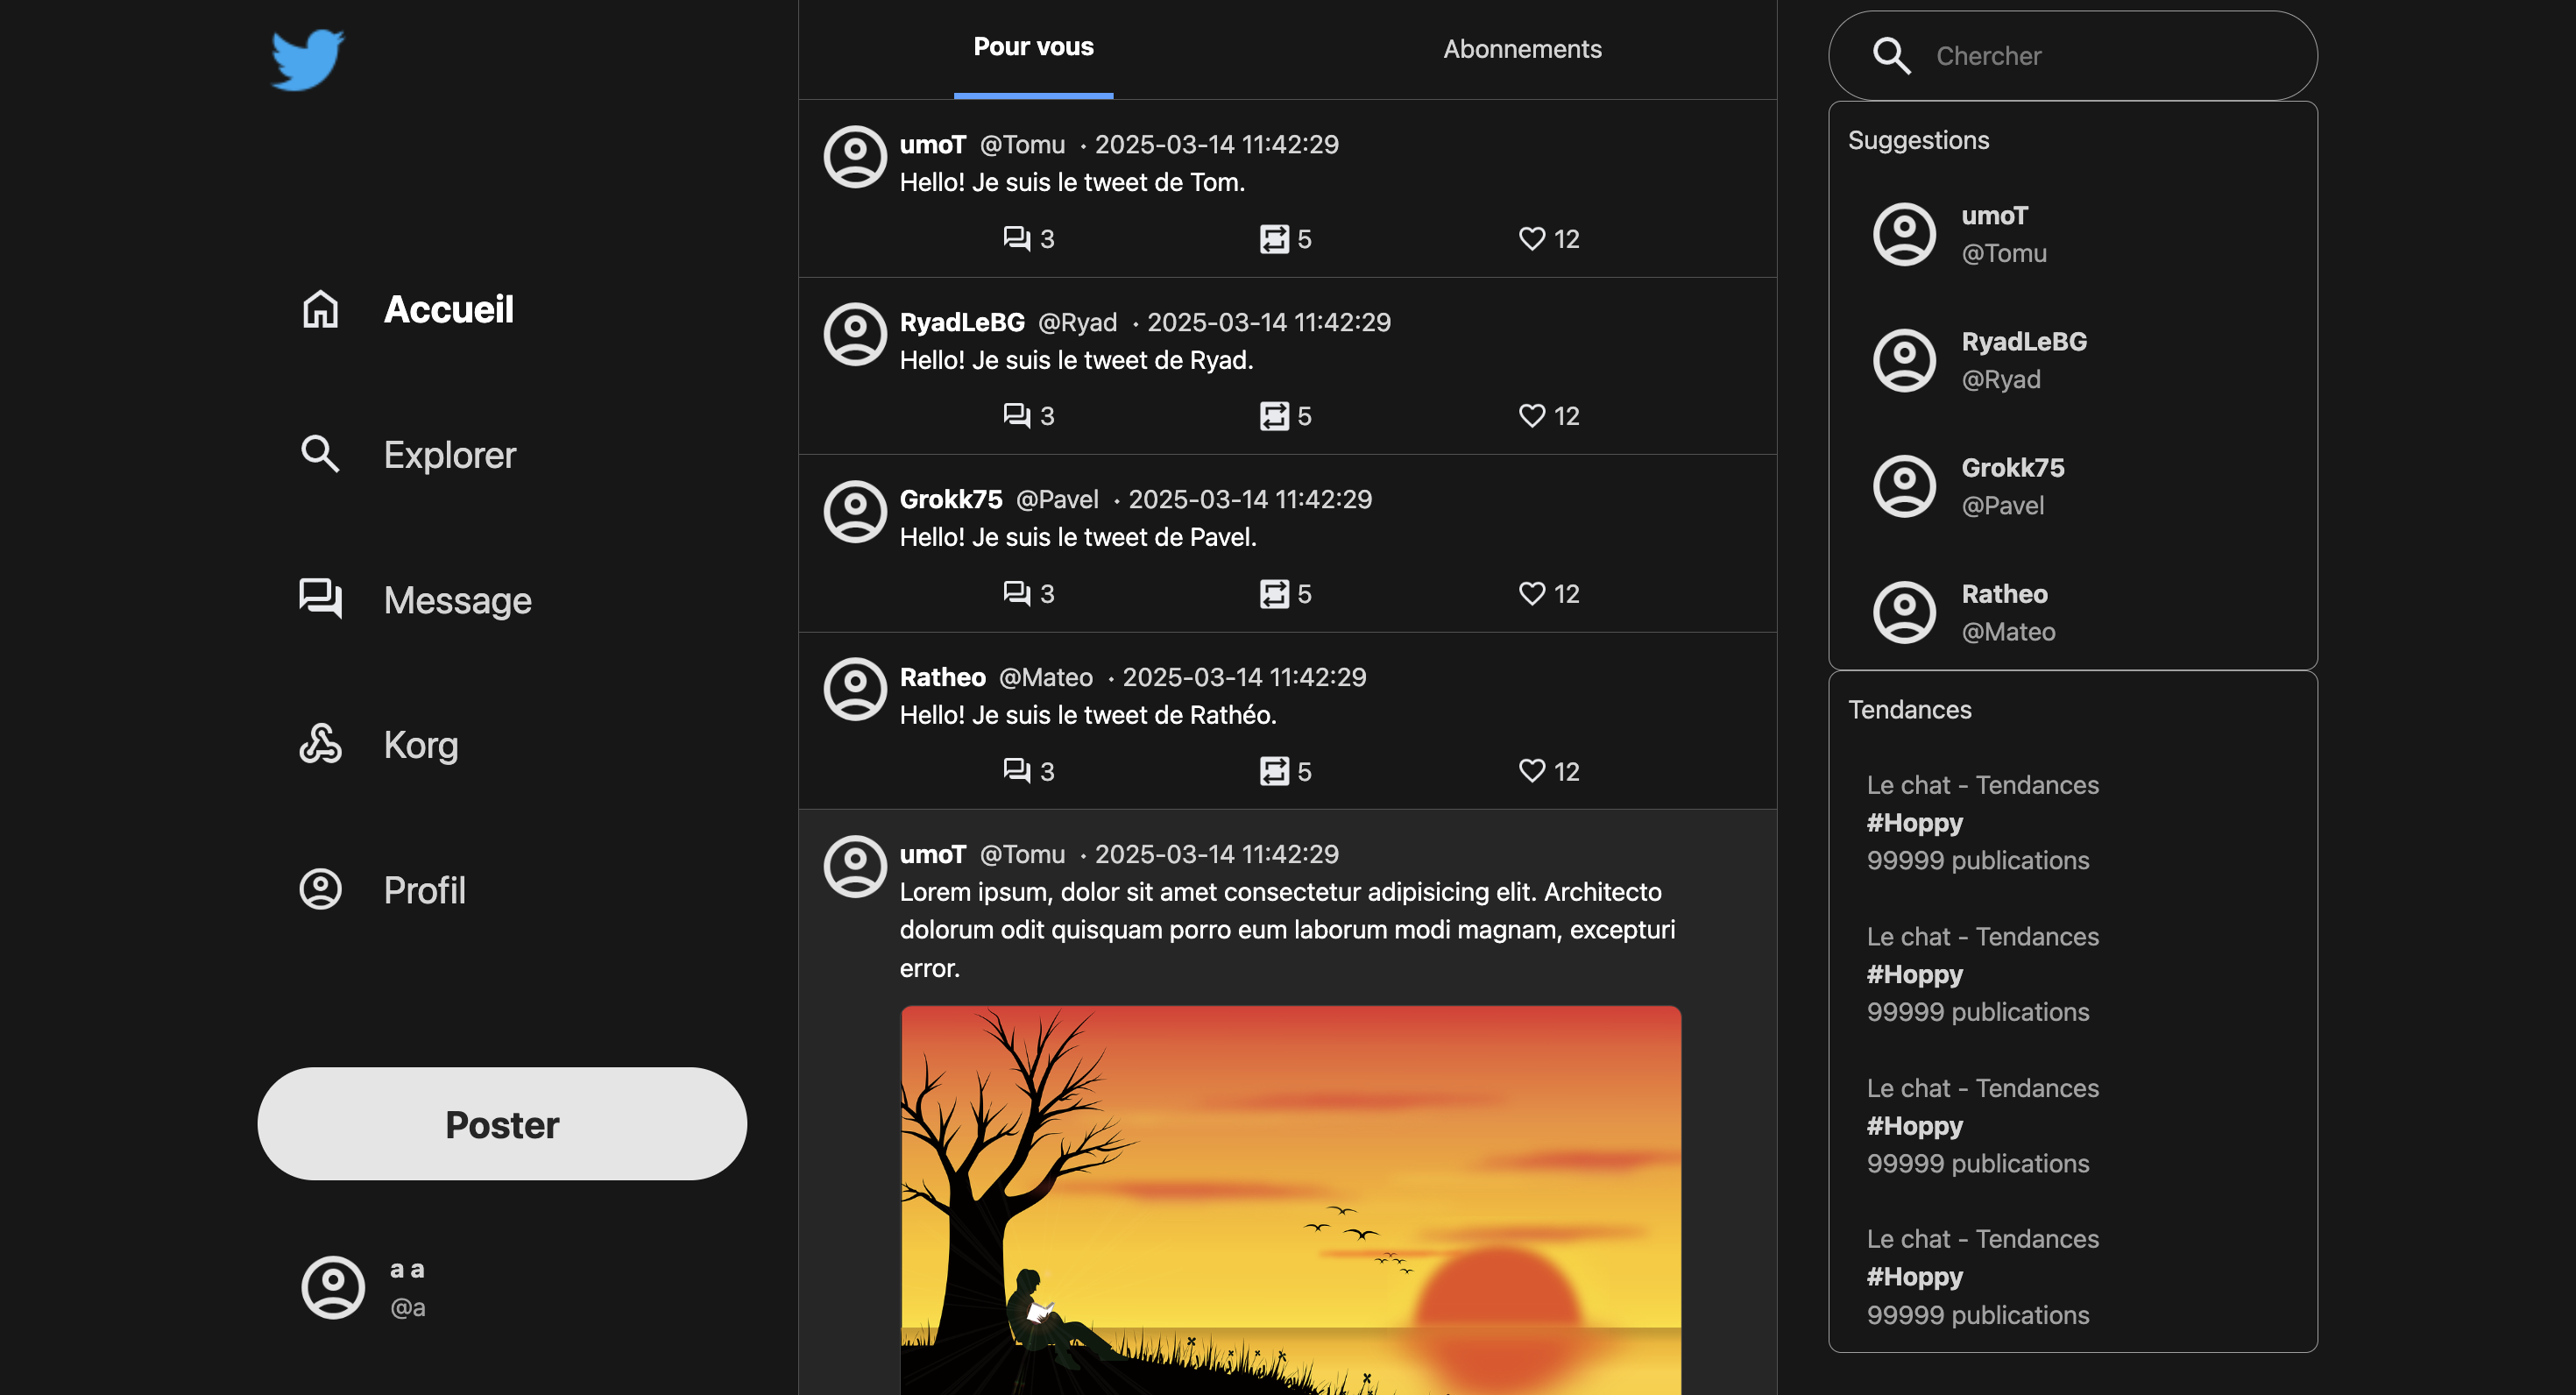 Accueil
Explorer
Message
Korg
Profil
Poster
a a
@a
Pour vous
Abonnements
umoT @Tomu · 2025-03-14 11:42:29
Hello! Je suis le tweet de Tom.
3 5 12
RyadLeBG @Ryad · 2025-03-14 11:42:29
Hello! Je suis le tweet de Ryad.
3 5 12
Grokk75 @Pavel · 2025-03-14 11:42:29
Hello! Je suis le tweet de Pavel.
3 5 12
Ratheo @Mateo · 2025-03-14 11:42:29
Hello! Je suis le tweet de Rathéo.
3 5 12
umoT @Tomu · 2025-03-14 11:42:29
Lorem ipsum, dolor sit amet consectetur adipisicing elit. Architecto
dolorum odit quisquam porro eum laborum modi magnam, excepturi
error.
Chercher
Suggestions
umoT
@Tomu
RyadLeBG
@Ryad
Grokk75
@Pavel
Ratheo
@Mateo
Tendances
Le chat - Tendances
#Hoppy
99999 publications
Le chat - Tendances
#Hoppy
99999 publications
Le chat - Tendances
#Hoppy
99999 publications
Le chat - Tendances
#Hoppy
99999 publications